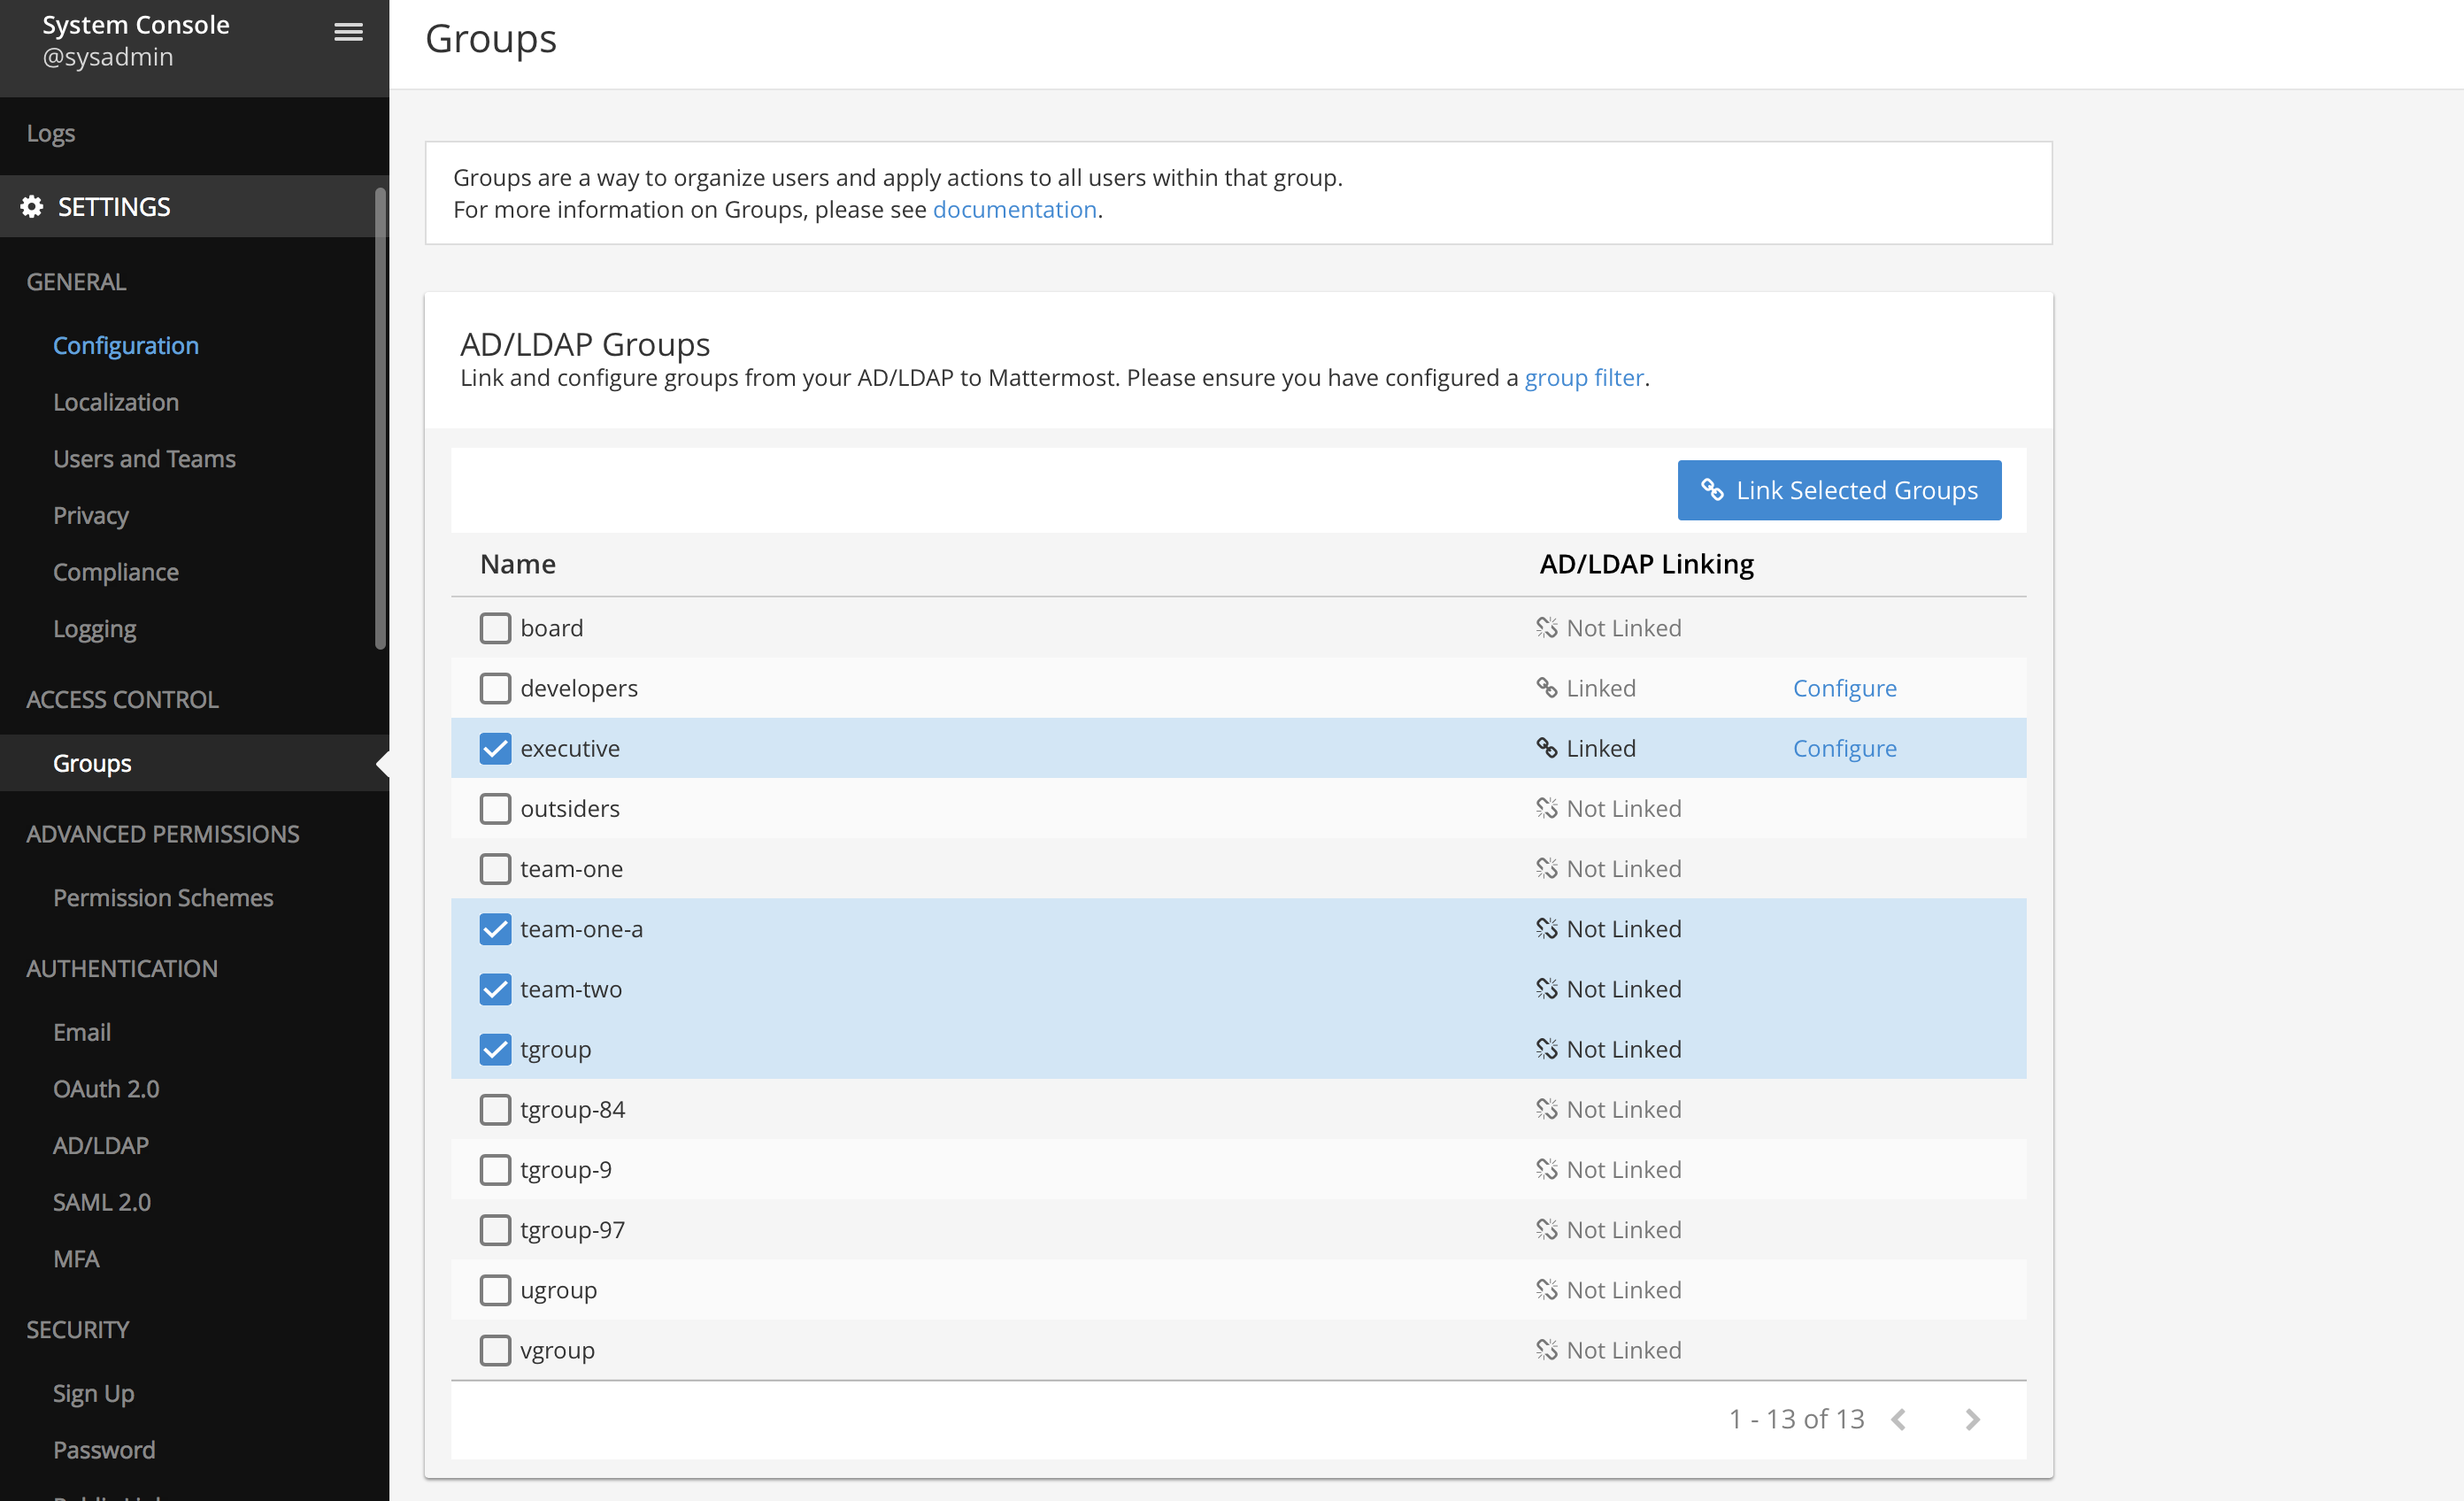 System Console
@sysadmin
Logs
SETTINGS
GENERAL
Configuration
Localization
Users and Teams
Privacy
Compliance
Logging
ACCESS CONTROL
Groups
ADVANCED PERMISSIONS
Permission Schemes
AUTHENTICATION
Email
OAuth 2.0
AD/LDAP
SAML 2.0
MFA
SECURITY
Sign Up
Password
Groups
Groups are a way to organize users and apply actions to all users within that group.
For more information on Groups, please see documentation.
AD/LDAP Groups
Link and configure groups from your AD/LDAP to Mattermost. Please ensure you have configured a group filter.
Link Selected Groups
Name AD/LDAP Linking
board Not Linked
developers Linked Configure
executive Linked Configure
outsiders Not Linked
team-one Not Linked
team-one-a Not Linked
team-two Not Linked
tgroup Not Linked
tgroup-84 Not Linked
tgroup-9 Not Linked
tgroup-97 Not Linked
ugroup Not Linked
vgroup Not Linked
1 - 13 of 13